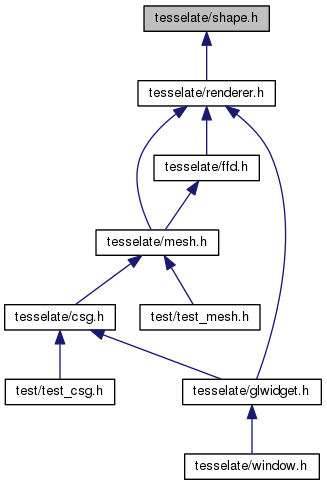 tesselate/shape.h
tesselate/renderer.h
tesselate/ffd.h
tesselate/mesh.h
tesselate/csg.h
test/test_mesh.h
test/test_csg.h
tesselate/glwidget.h
tesselate/window.h